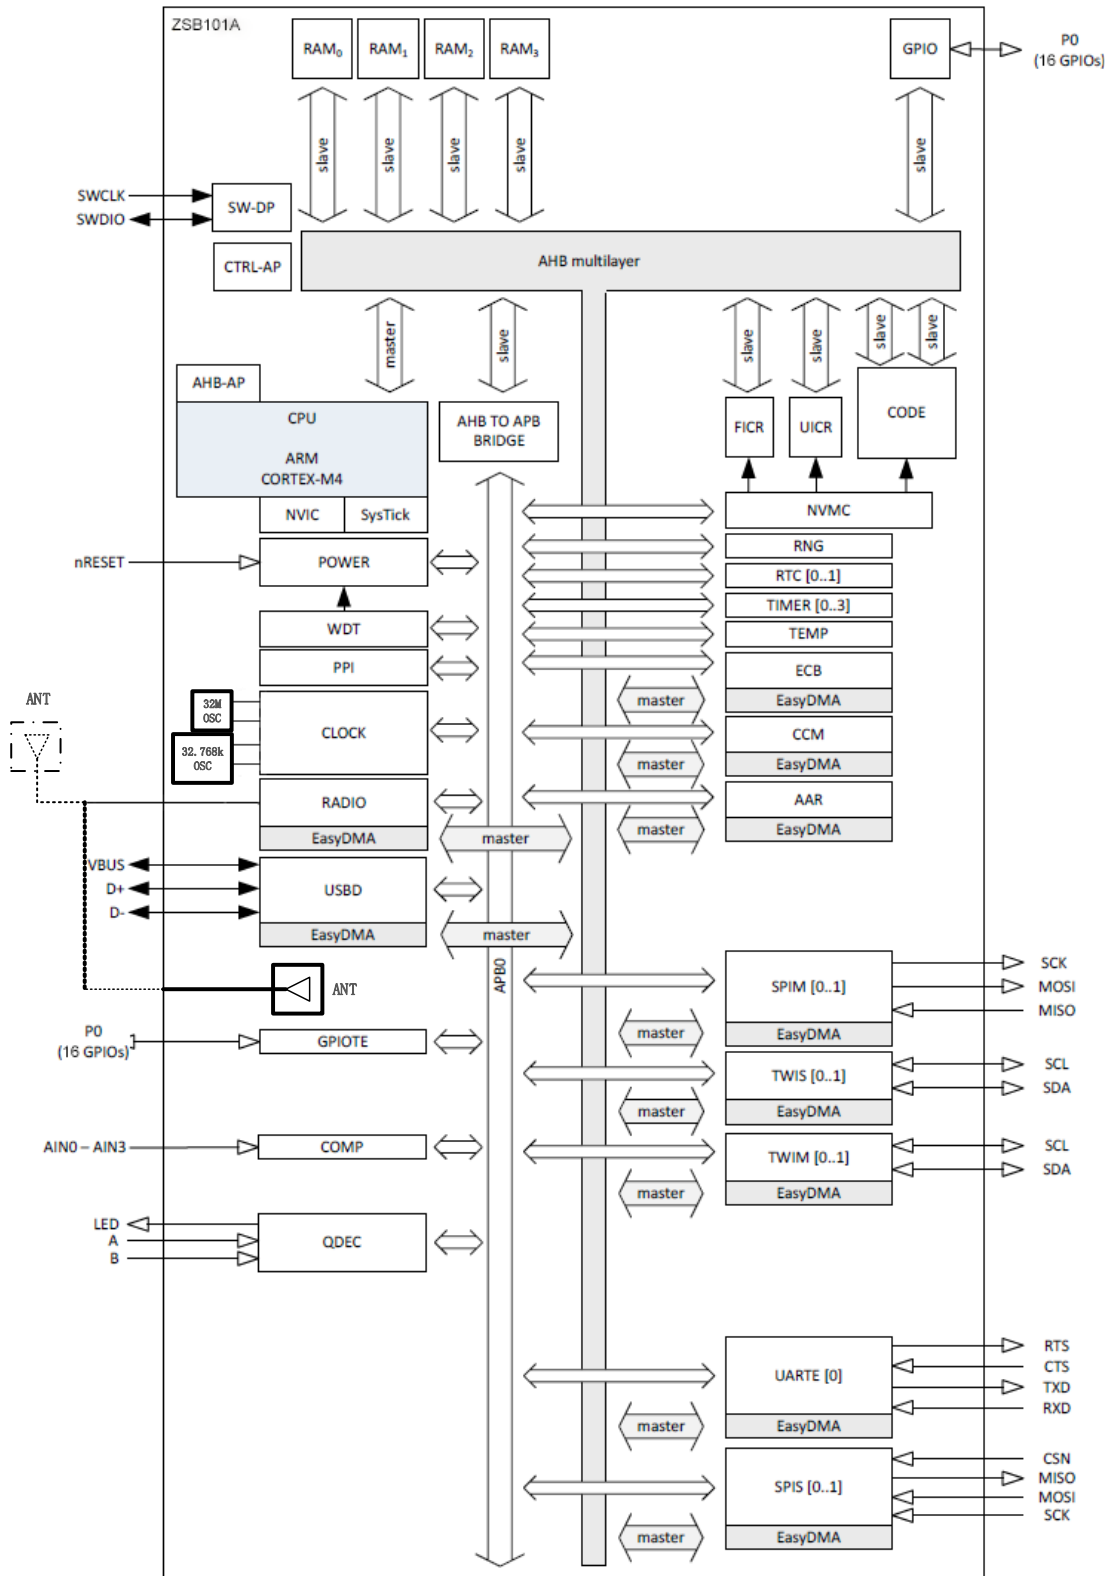 ZSB101A
RAM0
RAM1
RAM2
RAM3
GPIO
P0
(16 GPIOs)
slave
slave
slave
slave
slave
SWCLK
SWDIO
SW-DP
CTRL-AP
AHB multilayer
master
slave
slave
slave
slave
slave
AHB-AP
CPU
ARM
CORTEX-M4
NVIC
SysTick
AHB TO APB
BRIDGE
FICR
UICR
CODE
NVMC
nRESET
POWER
RNG
RTC [0..1]
TIMER [0..3]
WDT
TEMP
PPI
ECB
master
EasyDMA
ANT
32M
OSC
32.768k
OSC
CLOCK
CCM
master
EasyDMA
RADIO
EasyDMA
master
AAR
master
EasyDMA
VBUS
D+
D-
USBD
EasyDMA
master
APB0
ANT
SPIM [0..1]
master
EasyDMA
SCK
MOSI
MISO
P0
(16 GPIOs)
GPIOTE
TWIS [0..1]
master
EasyDMA
SCL
SDA
AIN0 – AIN3
COMP
TWIM [0..1]
master
EasyDMA
SCL
SDA
LED
A
B
QDEC
UARTE [0]
master
EasyDMA
RTS
CTS
TXD
RXD
SPIS [0..1]
master
EasyDMA
CSN
MISO
MOSI
SCK